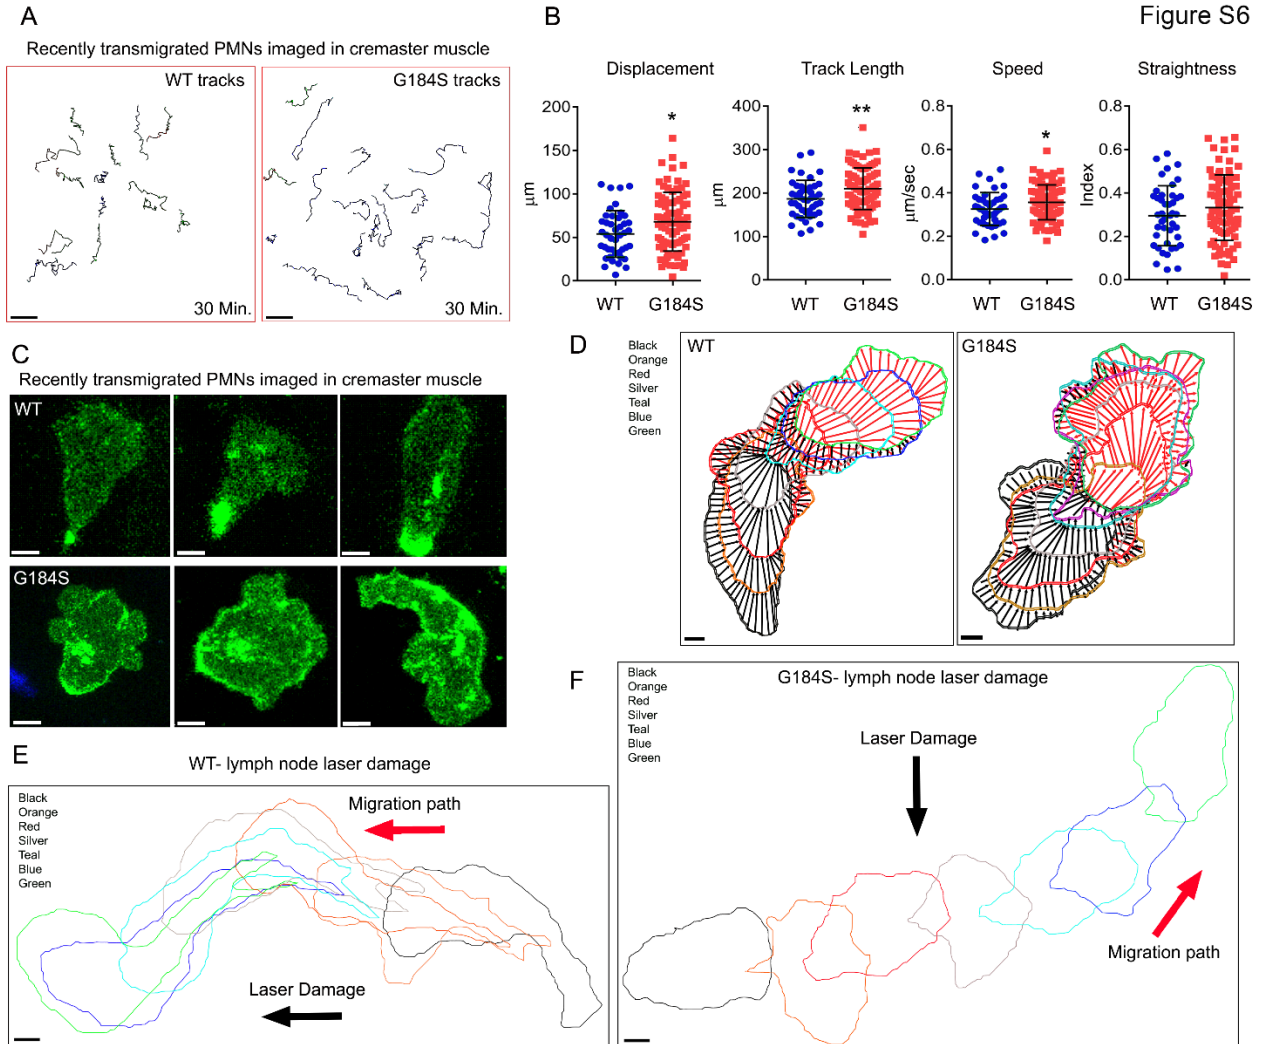 Figure S6
A
Recently transmigrated PMNs imaged in cremaster muscle
WT tracks
30 Min.
G184S tracks
30 Min.
B
Displacement
μm
200
150
100
50
0
WT G184S
*
Track Length
μm
400
300
200
100
0
WT G184S
**
Speed
μm/sec
0.8
0.6
0.4
0.2
0.0
WT G184S
*
Straightness
Index
0.8
0.6
0.4
0.2
0.0
WT G184S
C
Recently transmigrated PMNs imaged in cremaster muscle
WT
G184S
D
Black
Orange
Red
Silver
Teal
Blue
Green
WT
G184S
E
WT- lymph node laser damage
Black
Orange
Red
Silver
Teal
Blue
Green
Migration path
Laser Damage
F
G184S- lymph node laser damage
Black
Orange
Red
Silver
Teal
Blue
Green
Laser Damage
Migration path